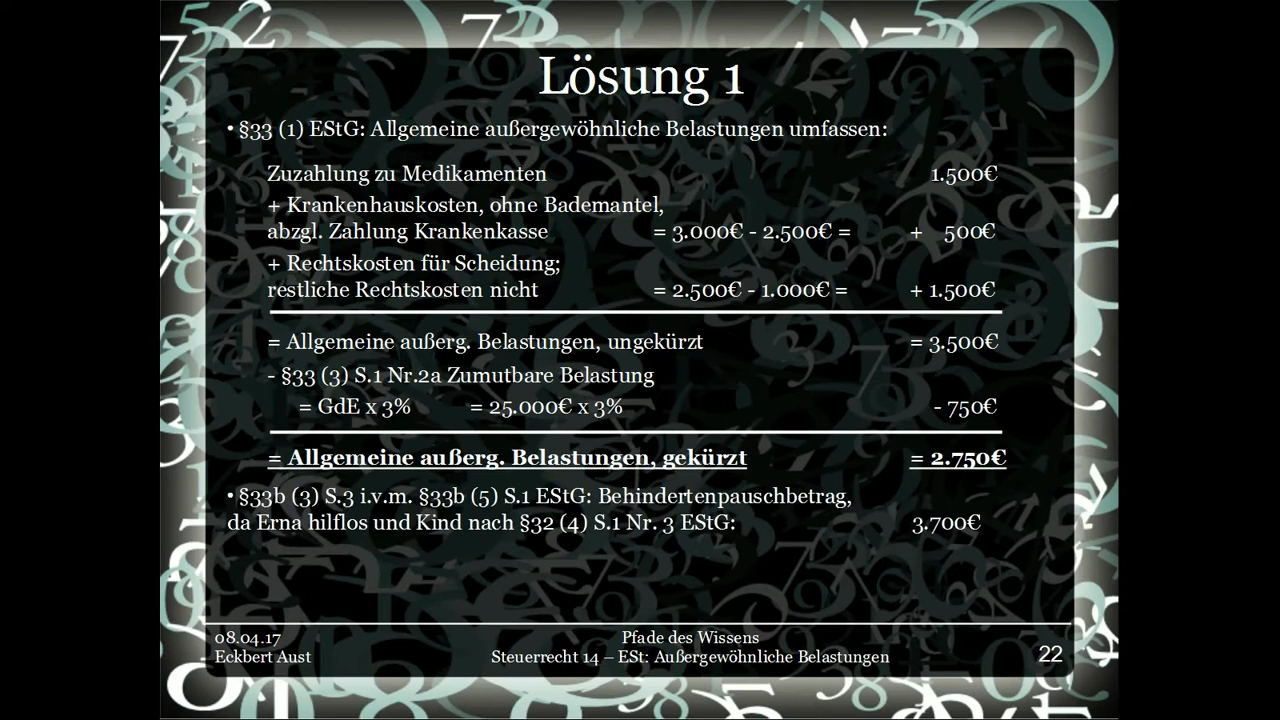 Lösung 1
• §33 (1) EStG: Allgemeine außergewöhnliche Belastungen umfassen:
Zuzahlung zu Medikamenten 1.500€
+ Krankenhauskosten, ohne Bademantel,
abzgl. Zahlung Krankenkasse = 3.000€ - 2.500€ = + 500€
+ Rechtskosten für Scheidung;
restliche Rechtskosten nicht = 2.500€ - 1.000€ = + 1.500€
= Allgemeine außerg. Belastungen, ungekürzt = 3.500€
- §33 (3) S.1 Nr.2a Zumutbare Belastung
= GdE x 3% = 25.000€ x 3% - 750€
= Allgemeine außerg. Belastungen, gekürzt = 2.750€
• §33b (3) S.3 i.v.m. §33b (5) S.1 EStG: Behindertenpauschbetrag,
da Erna hilflos und Kind nach §32 (4) S.1 Nr. 3 EStG: 3.700€
08.04.17 Pfade des Wissens
Eckbert Aust Steuerrecht 14 – ESt: Außergewöhnliche Belastungen 22